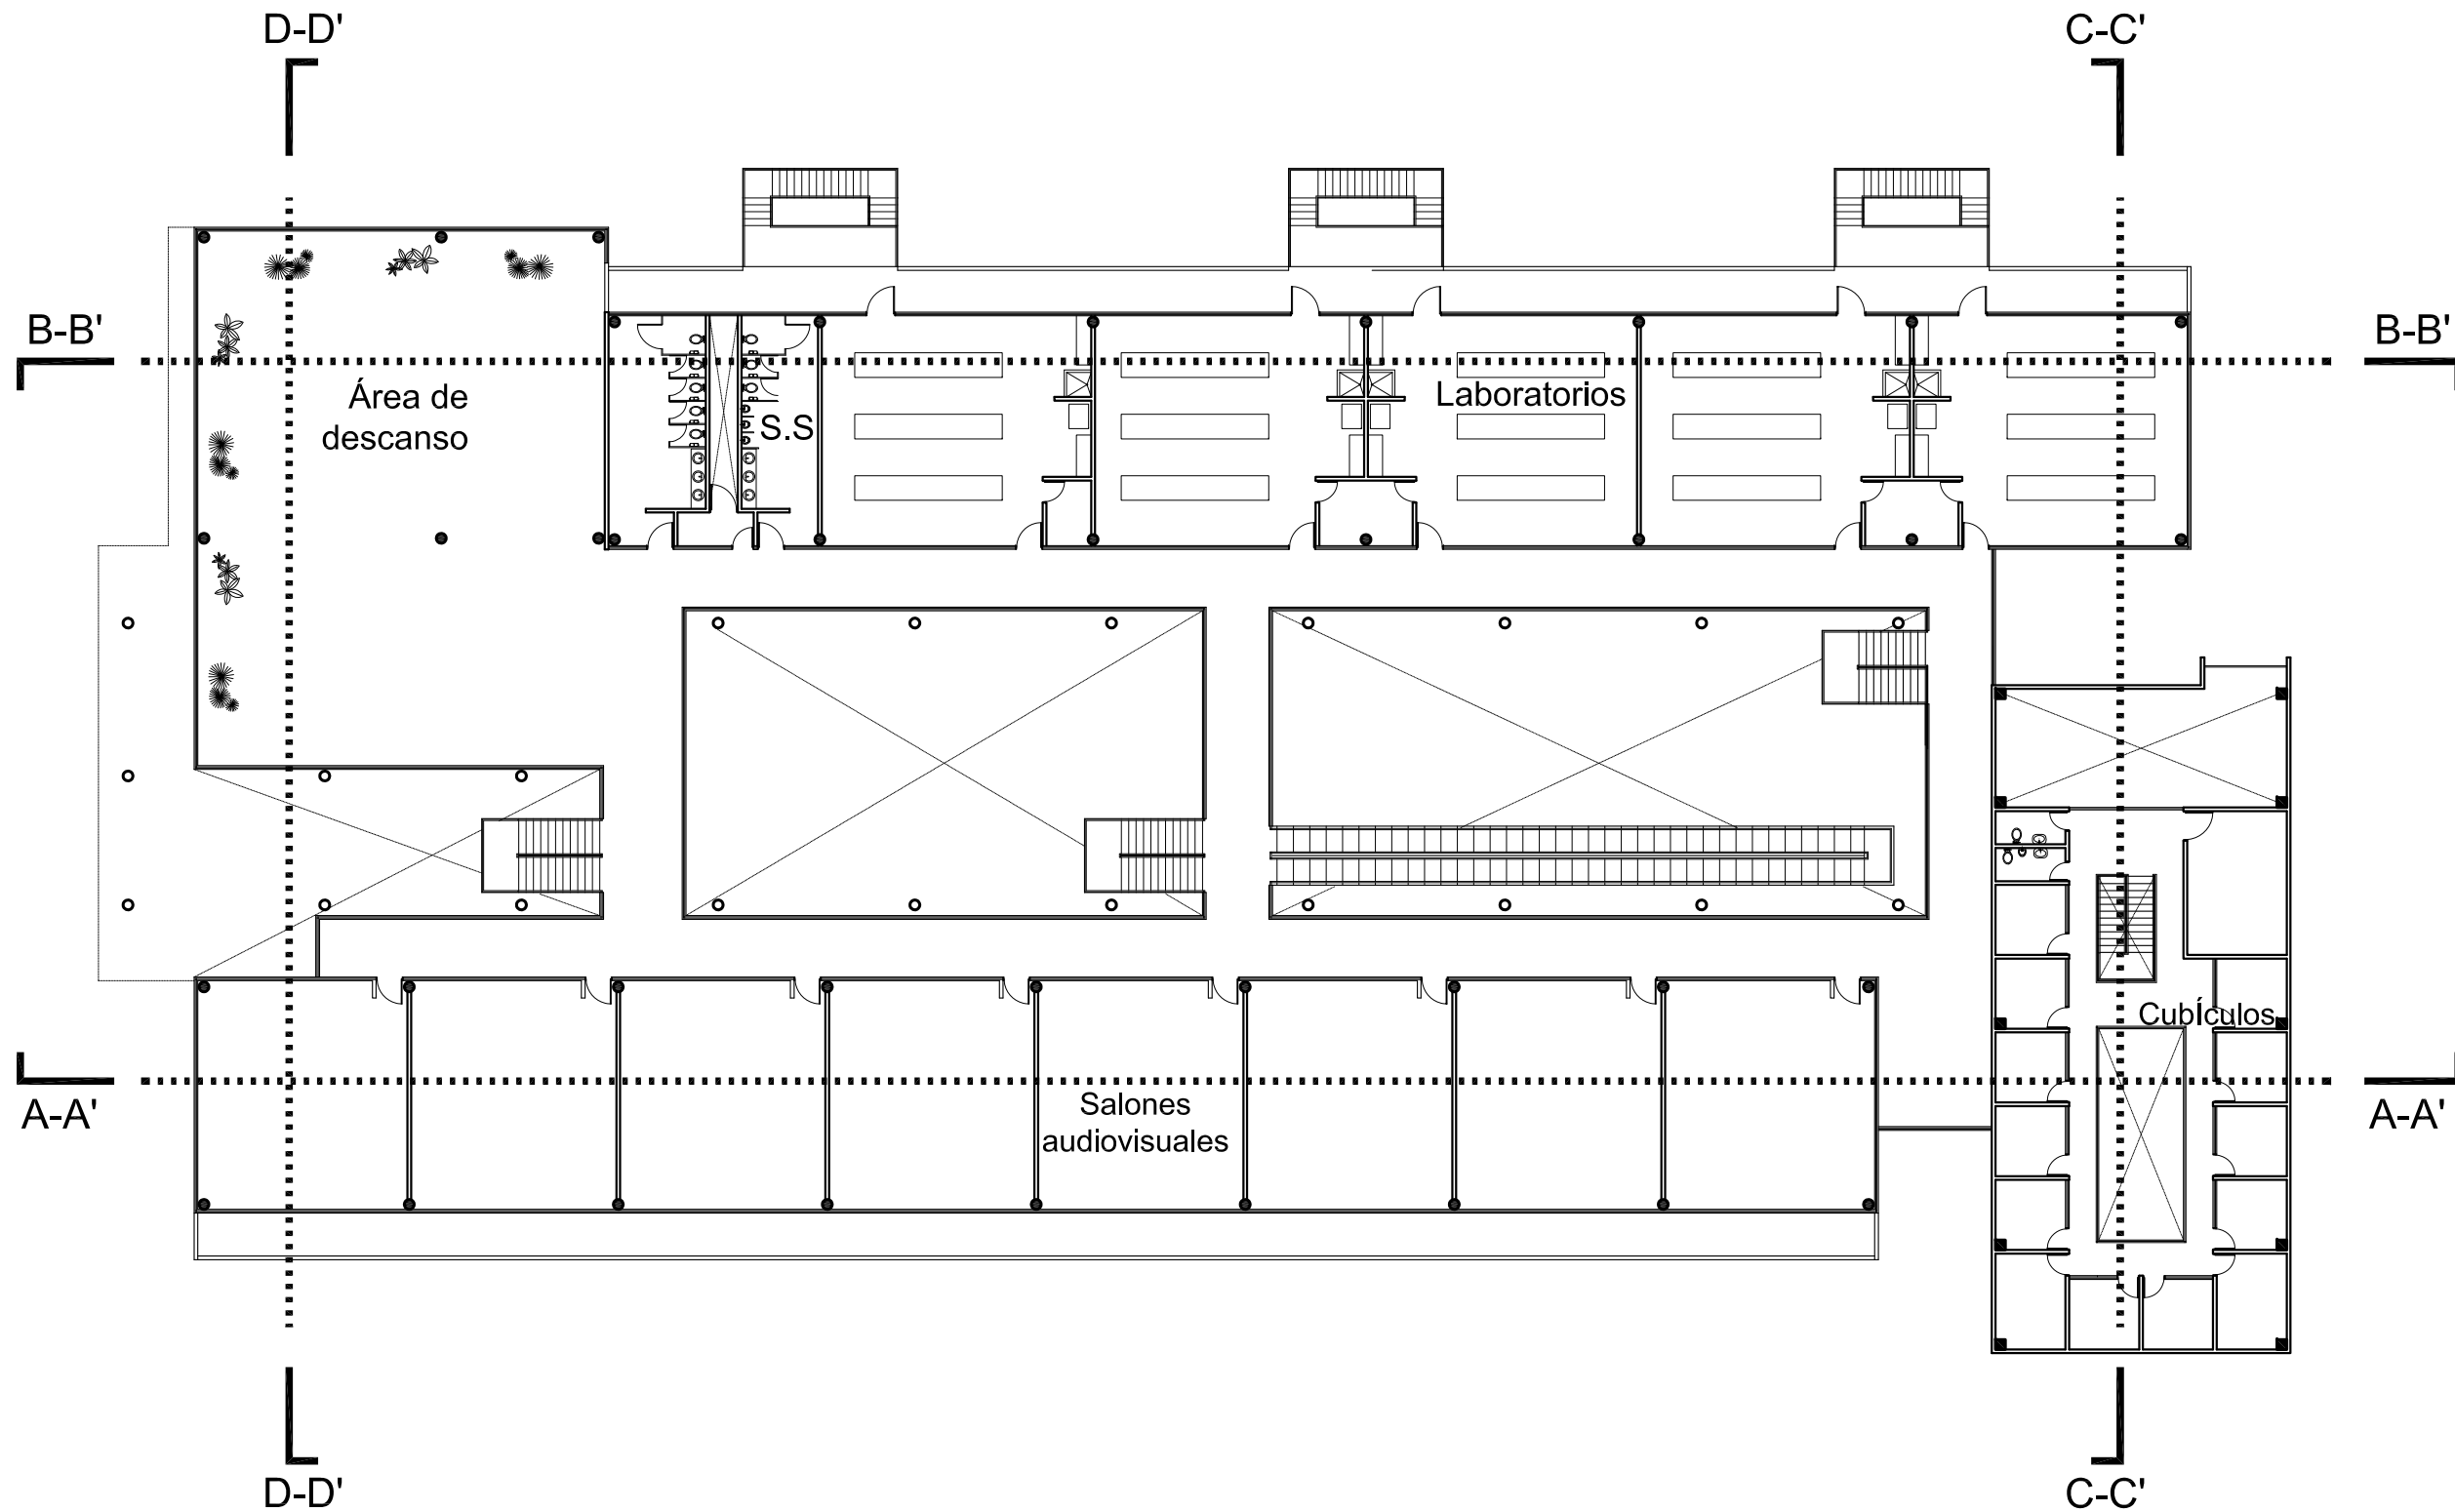 D-D'
C-C'
B-B'
B-B'
Área de
descanso
S.S
Laboratorios
Cubículos
A-A'
A-A'
Salones
audiovisuales
D-D'
C-C'